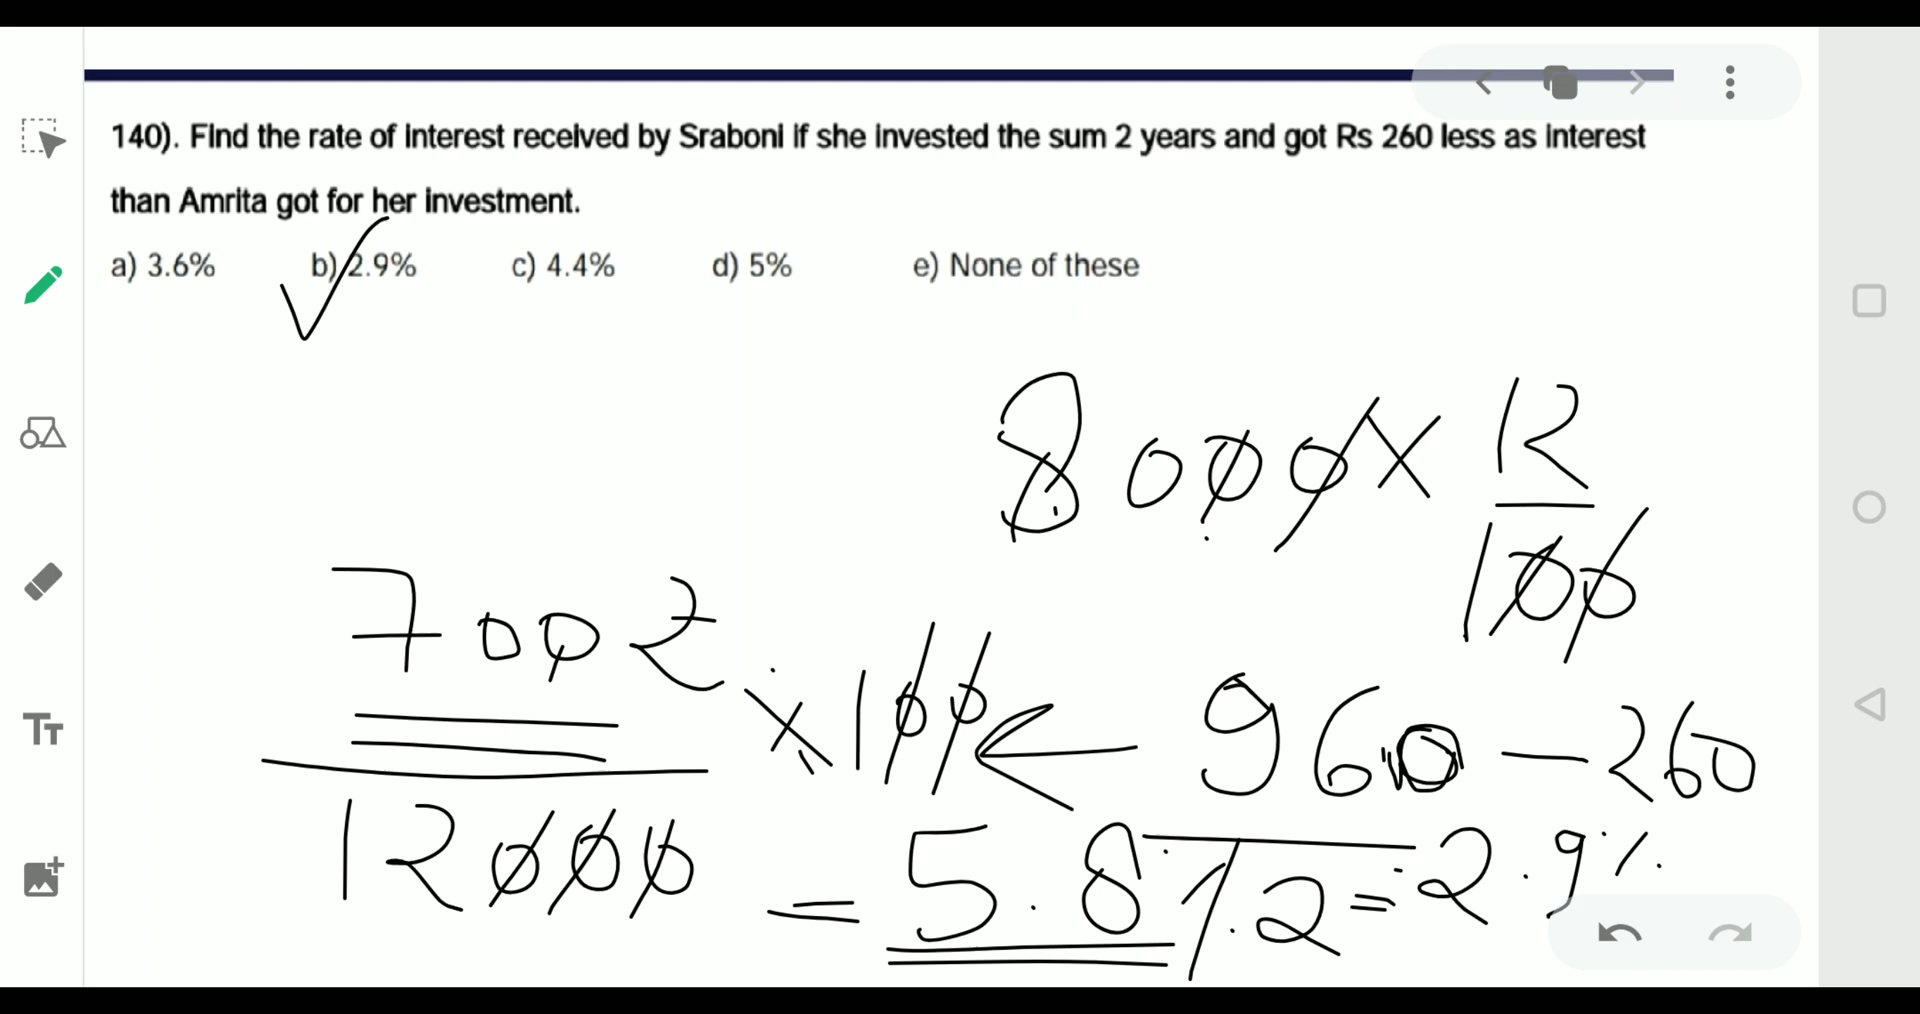 140). Find the rate of interest received by Sraboni if she invested the sum 2 years and got Rs 260 less as interest
than Amrita got for her investment.
a) 3.6% b) 2.9% c) 4.4% d) 5% e) None of these
8000 × 12
100
700 ₹ × 100 ← 960 - 260
12000
= 5.8 / 2 = 2.9%
TT